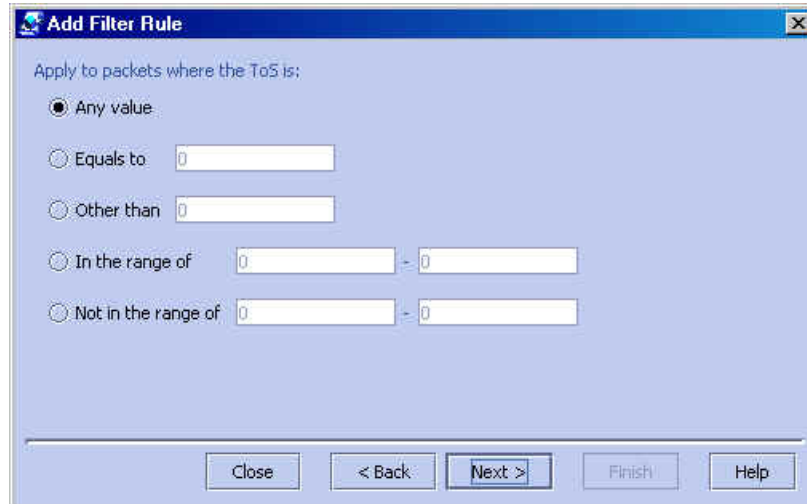 Add Filter Rule
Apply to packets where the ToS is:
Any value
Equals to 0
Other than 0
In the range of 0 - 0
Not in the range of 0 - 0
Close < Back Next > Finish Help